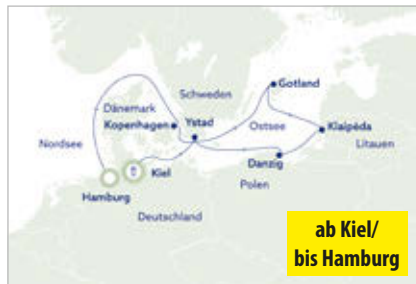 Schweden
Gotland
Dänemark
Kopenhagen
Ystad
Ostsee
Klaipėda
Nordsee
Litauen
Kiel
Danzig
Hamburg
Polen
Deutschland
ab Kiel/
bis Hamburg